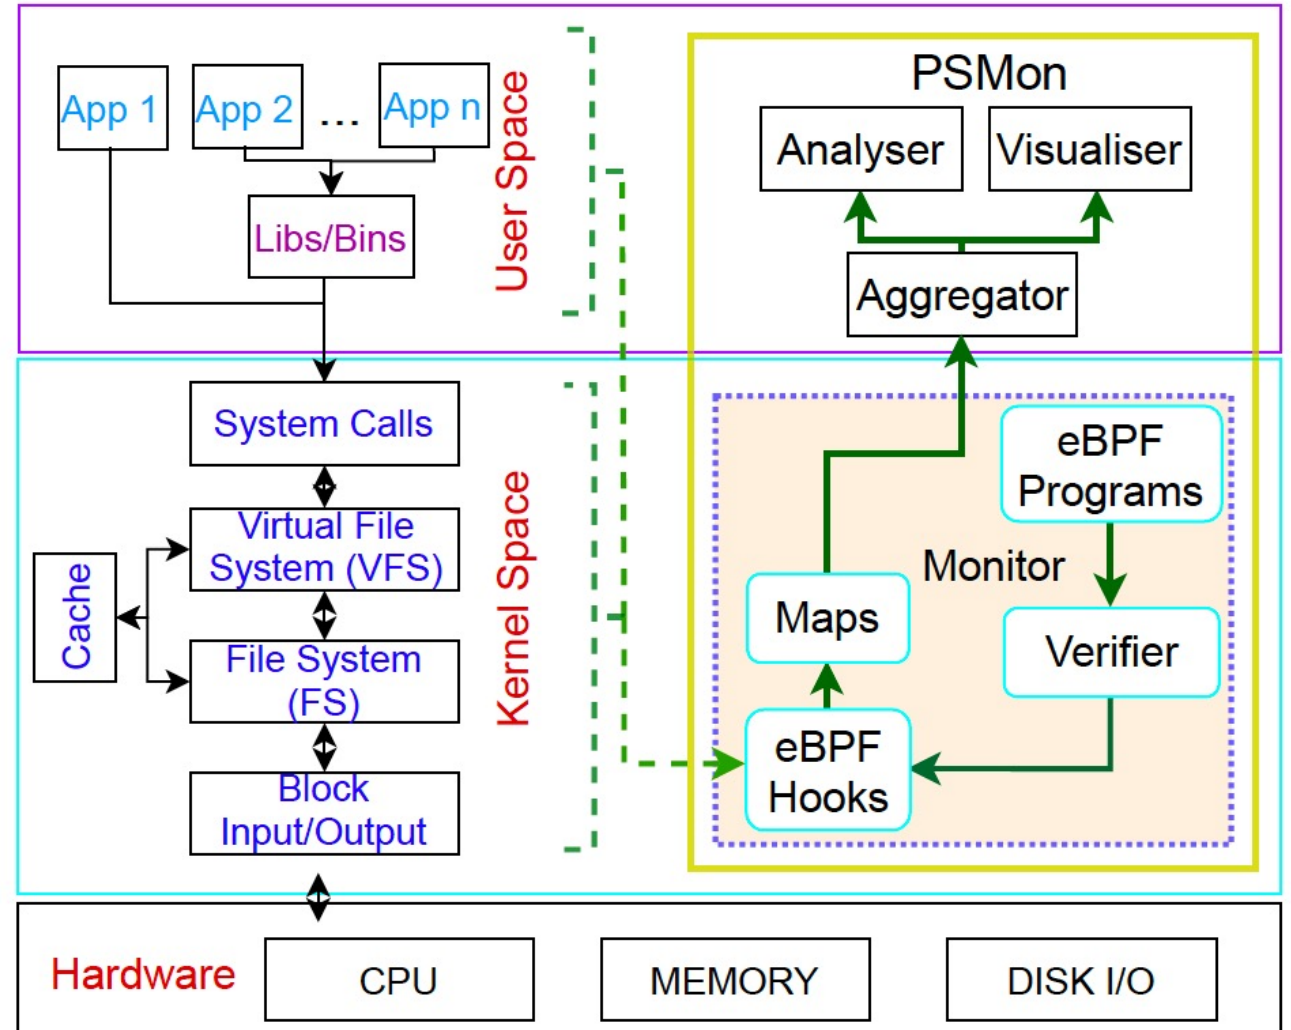 App 1
App 2
...
App n
Libs/Bins
User Space
PSMon
Analyser
Visualiser
Aggregator
System Calls
Virtual File
System (VFS)
File System
(FS)
Cache
Block
Input/Output
Kernel Space
eBPF
Programs
Monitor
Maps
Verifier
eBPF
Hooks
Hardware
CPU
MEMORY
DISK I/O